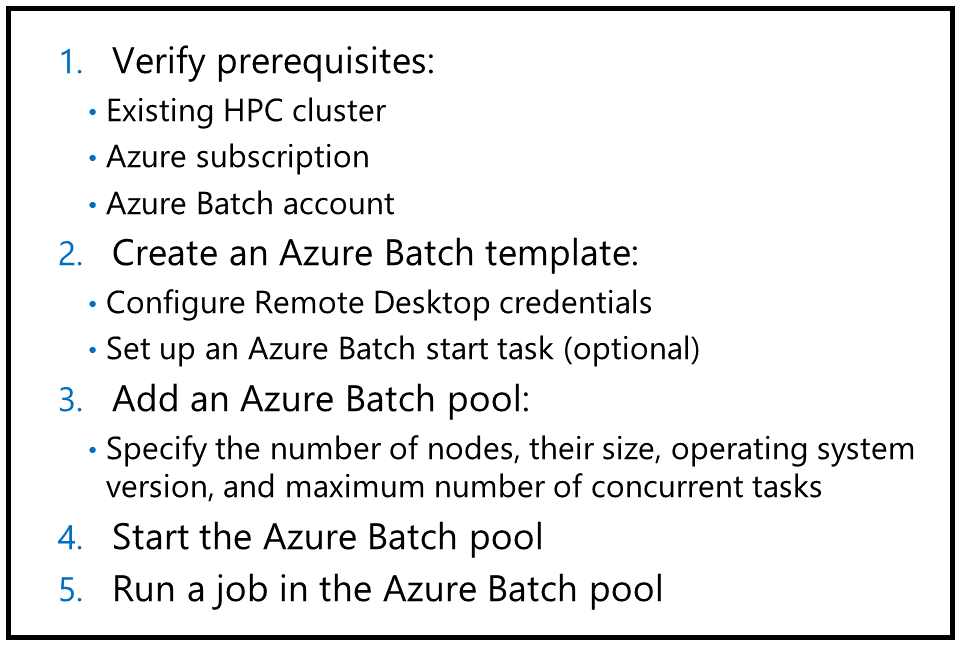 1. Verify prerequisites:
• Existing HPC cluster
• Azure subscription
• Azure Batch account
2. Create an Azure Batch template:
• Configure Remote Desktop credentials
• Set up an Azure Batch start task (optional)
3. Add an Azure Batch pool:
• Specify the number of nodes, their size, operating system
version, and maximum number of concurrent tasks
4. Start the Azure Batch pool
5. Run a job in the Azure Batch pool